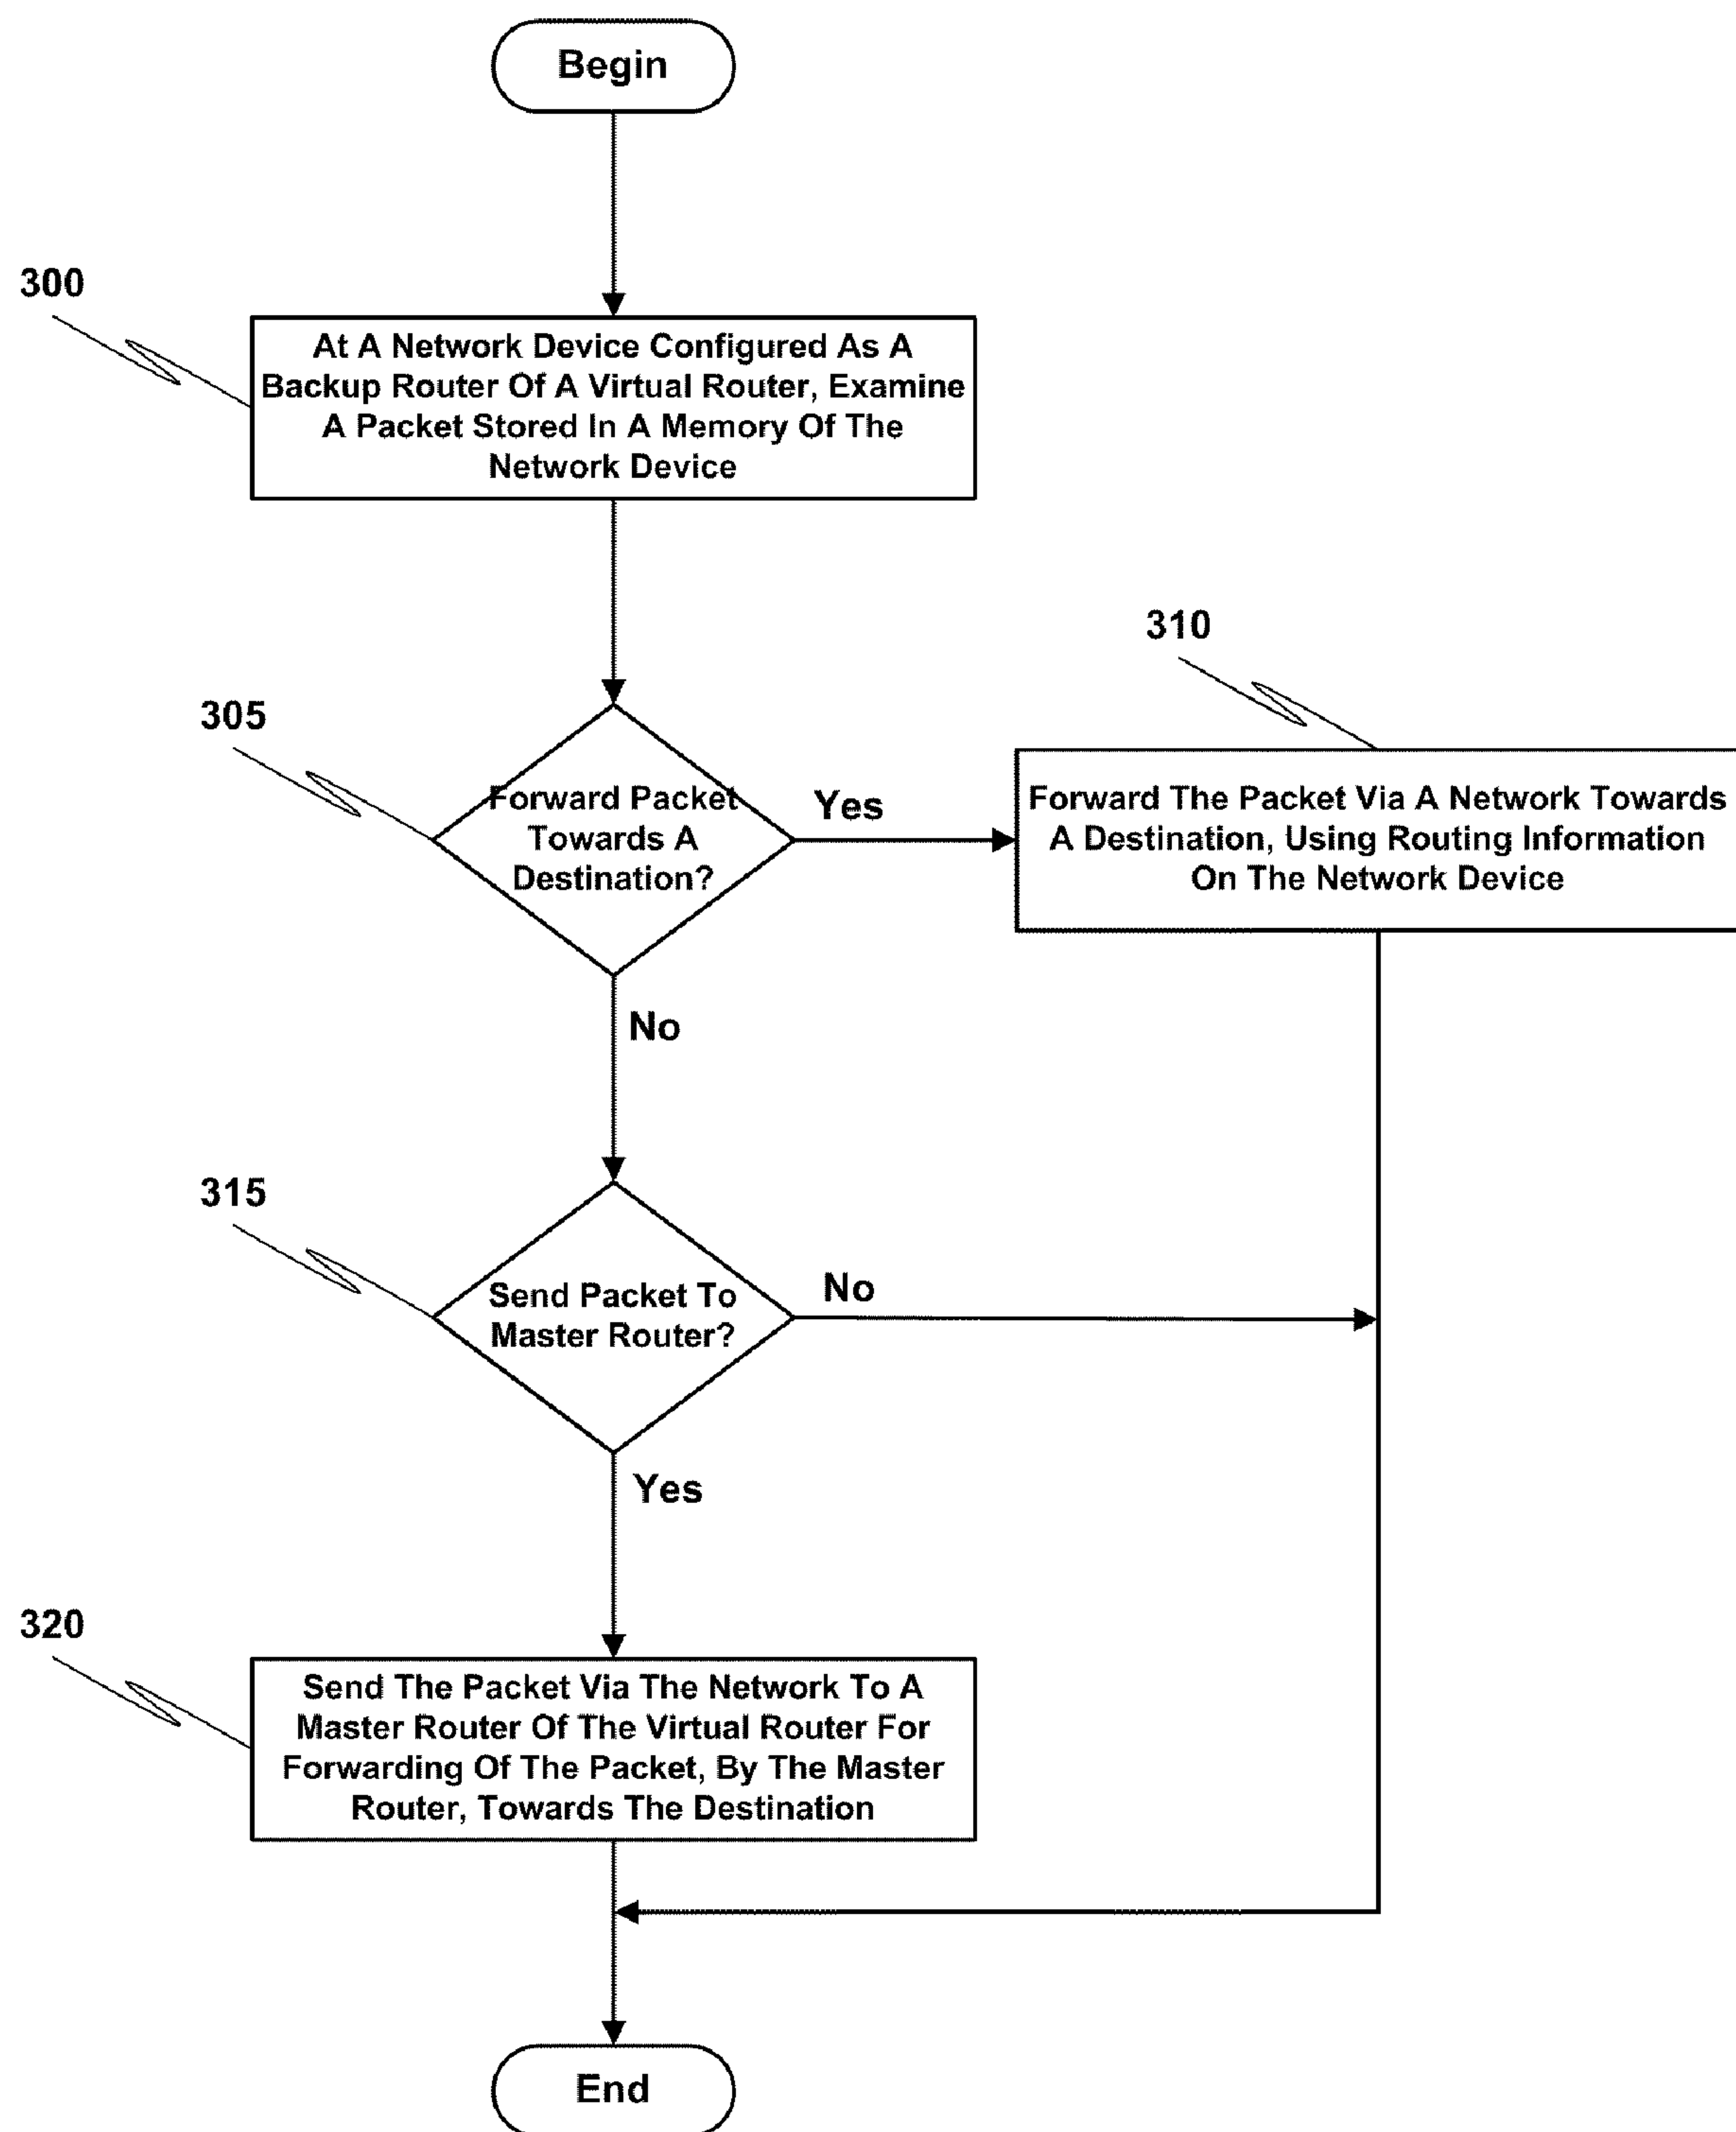 Begin
300
At A Network Device Configured As A
Backup Router Of A Virtual Router, Examine
A Packet Stored In A Memory Of The
Network Device
310
305
Forward Packet
Towards A
Destination?
Yes
Forward The Packet Via A Network Towards
A Destination, Using Routing Information
On The Network Device
No
315
Send Packet To
Master Router?
No
Yes
320
Send The Packet Via The Network To A
Master Router Of The Virtual Router For
Forwarding Of The Packet, By The Master
Router, Towards The Destination
End